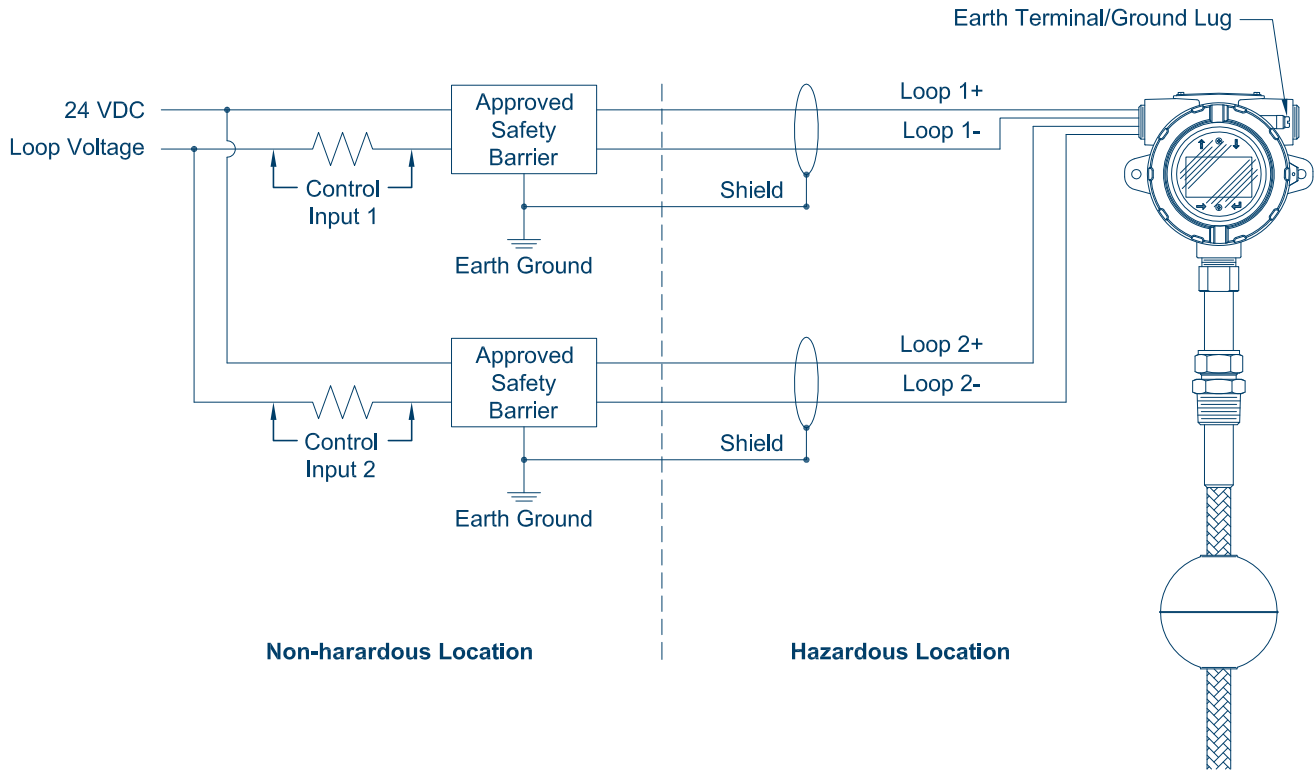 Earth Terminal/Ground Lug
24 VDC
Loop Voltage
Control
Input 1
Approved
Safety
Barrier
Loop 1+
Loop 1-
Shield
Earth Ground
Control
Input 2
Approved
Safety
Barrier
Loop 2+
Loop 2-
Shield
Earth Ground
Non-harardous Location
Hazardous Location